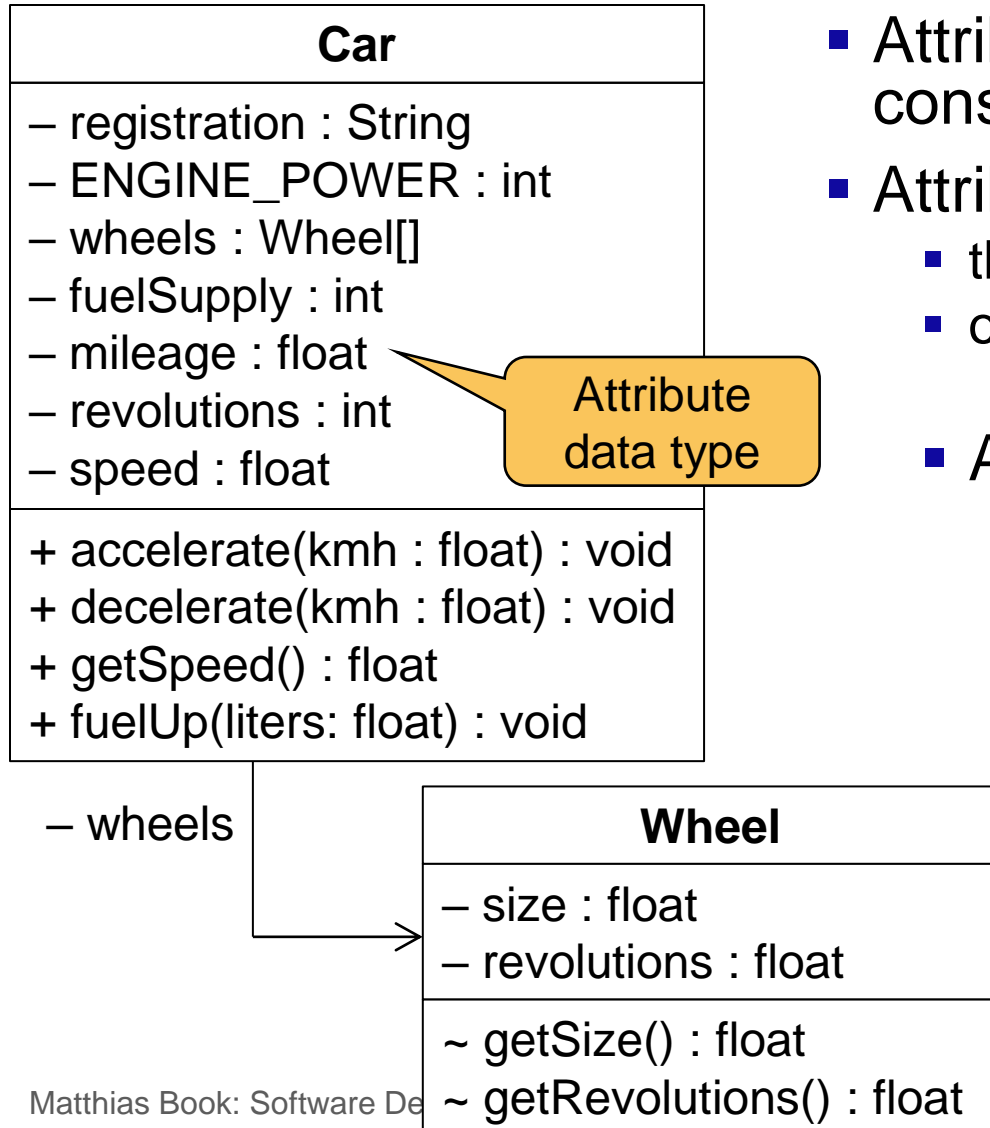 Car
– registration : String
– ENGINE_POWER : int
– wheels : Wheel[]
– fuelSupply : int
– mileage : float
– revolutions : int
– speed : float
Attribute
data type
+ accelerate(kmh : float) : void
+ decelerate(kmh : float) : void
+ getSpeed() : float
+ fuelUp(liters: float) : void
– wheels
Wheel
– size : float
– revolutions : float
~ getSize() : float
~ getRevolutions() : float
Matthias Book: Software De